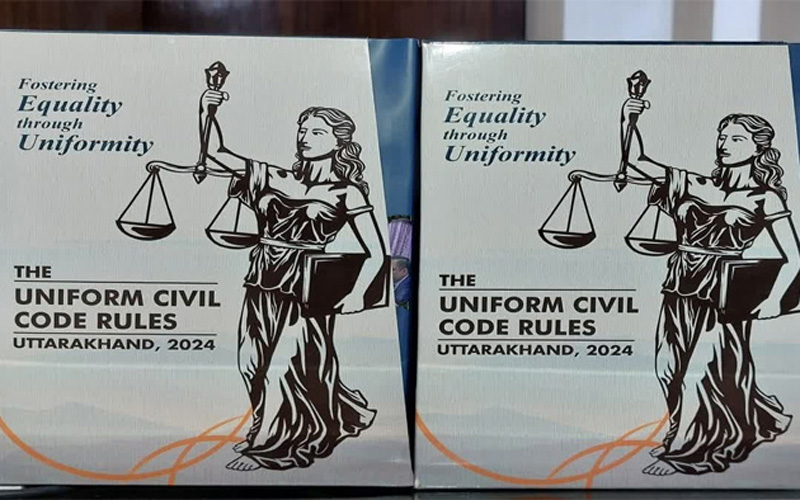 Fostering
Equality
through
Uniformity
THE
UNIFORM CIVIL
CODE RULES
UTTARAKHAND, 2024
Fostering
Equality
through
Uniformity
THE
UNIFORM CIVIL
CODE RULES
UTTARAKHAND, 2024